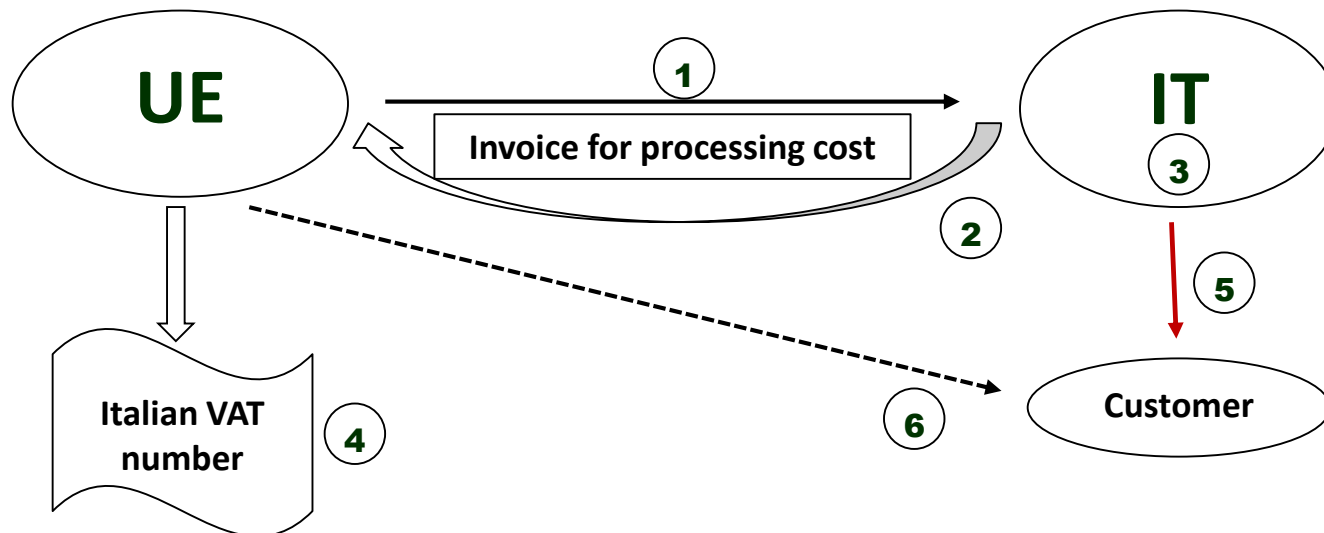 UE
1
IT
Invoice for processing cost
3
2
5
Italian VAT
number
4
6
Customer